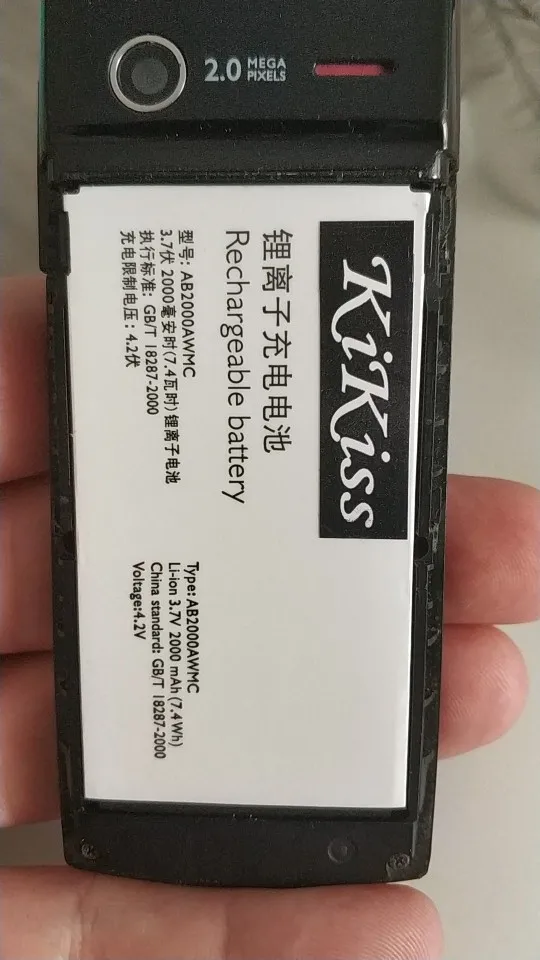 2.0 MEGA
PIXELS
KiKiss
锂离子充电电池
Rechargeable battery
型号: AB2000AWMC
3.7伏 2000毫安时(7.4瓦时) 锂离子电池
执行标准: GB/T 18287-2000
充电限制电压: 4.2伏
Type: AB2000AWMC
Li-ion 3.7V 2000 mAh (7.4Wh)
China standard: GB/T 18287-2000
Voltage:4.2V